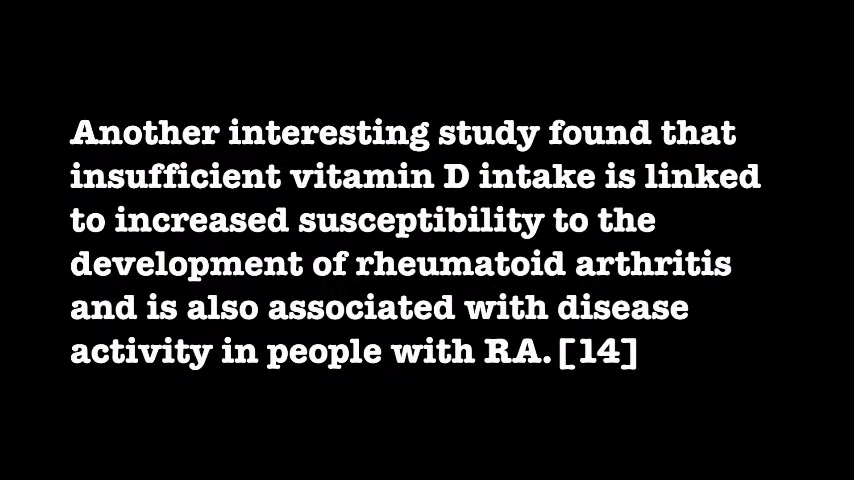 Another interesting study found that
insufficient vitamin D intake is linked
to increased susceptibility to the
development of rheumatoid arthritis
and is also associated with disease
activity in people with RA. [14]